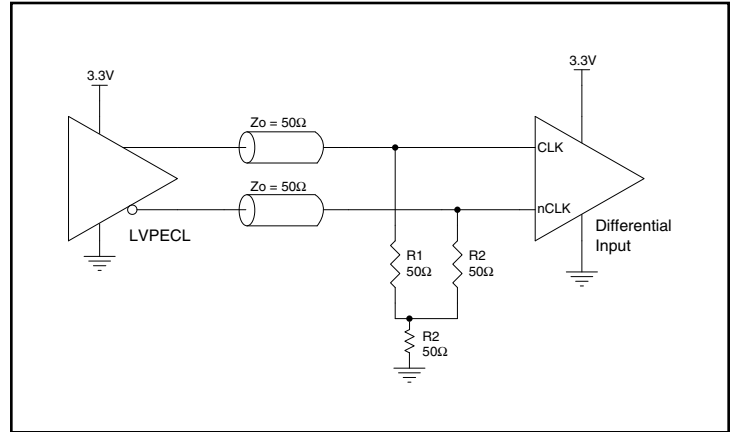 3.3V
3.3V
Zo = 50Ω
CLK
Zo = 50Ω
nCLK
LVPECL
Differential
Input
R1
50Ω
R2
50Ω
R2
50Ω